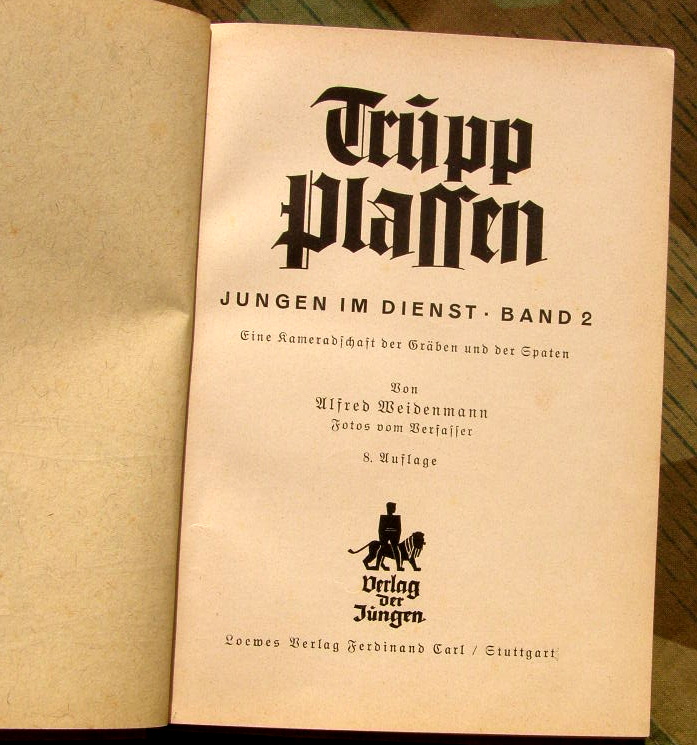 Trupp
Plassen
JUNGEN IM DIENST · BAND 2
Eine Kameradschaft der Gräben und der Spaten
Von
Alfred Weidenmann
Fotos vom Verfasser
8. Auflage
Verlag
der
Jungen
Loewes Verlag Ferdinand Carl / Stuttgart